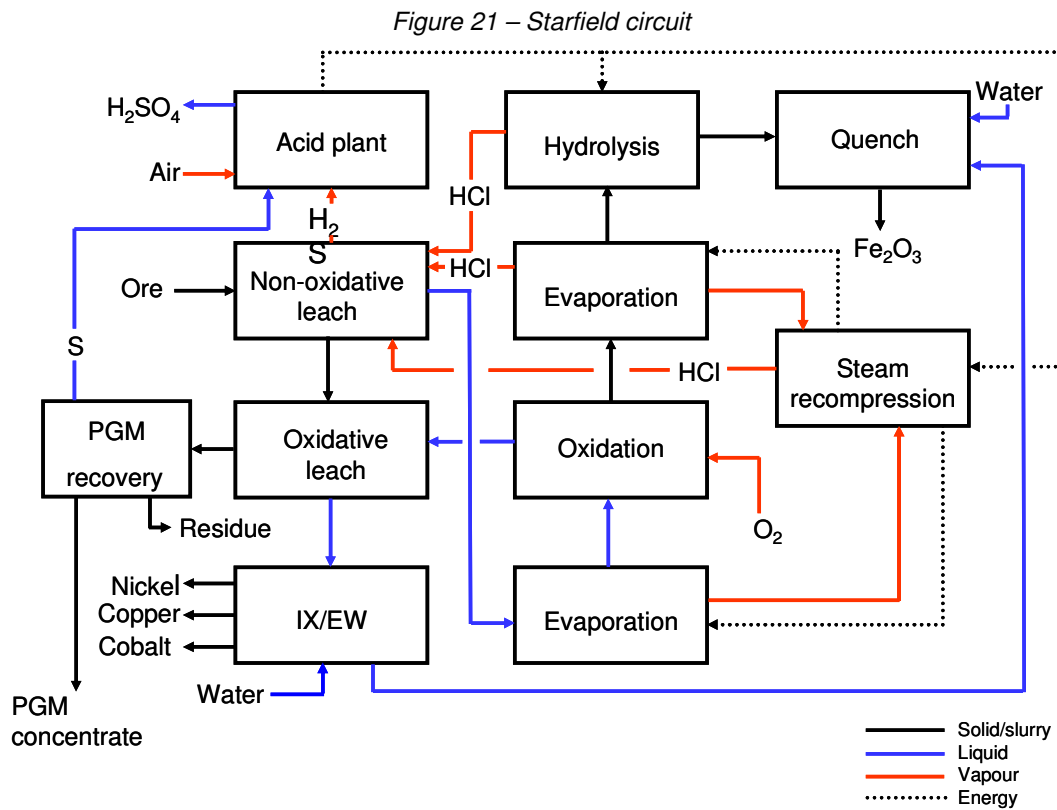 Figure 21 – Starfield circuit
H2SO4
Air
Acid plant
Hydrolysis
Quench
Water
HCl
H2
S
Fe2O3
Ore
Non-oxidative
leach
HCl
Evaporation
S
HCl
Steam
recompression
PGM
recovery
Oxidative
leach
Oxidation
Residue
O2
Nickel
Copper
Cobalt
IX/EW
Evaporation
Water
PGM
concentrate
Solid/slurry
Liquid
Vapour
Energy